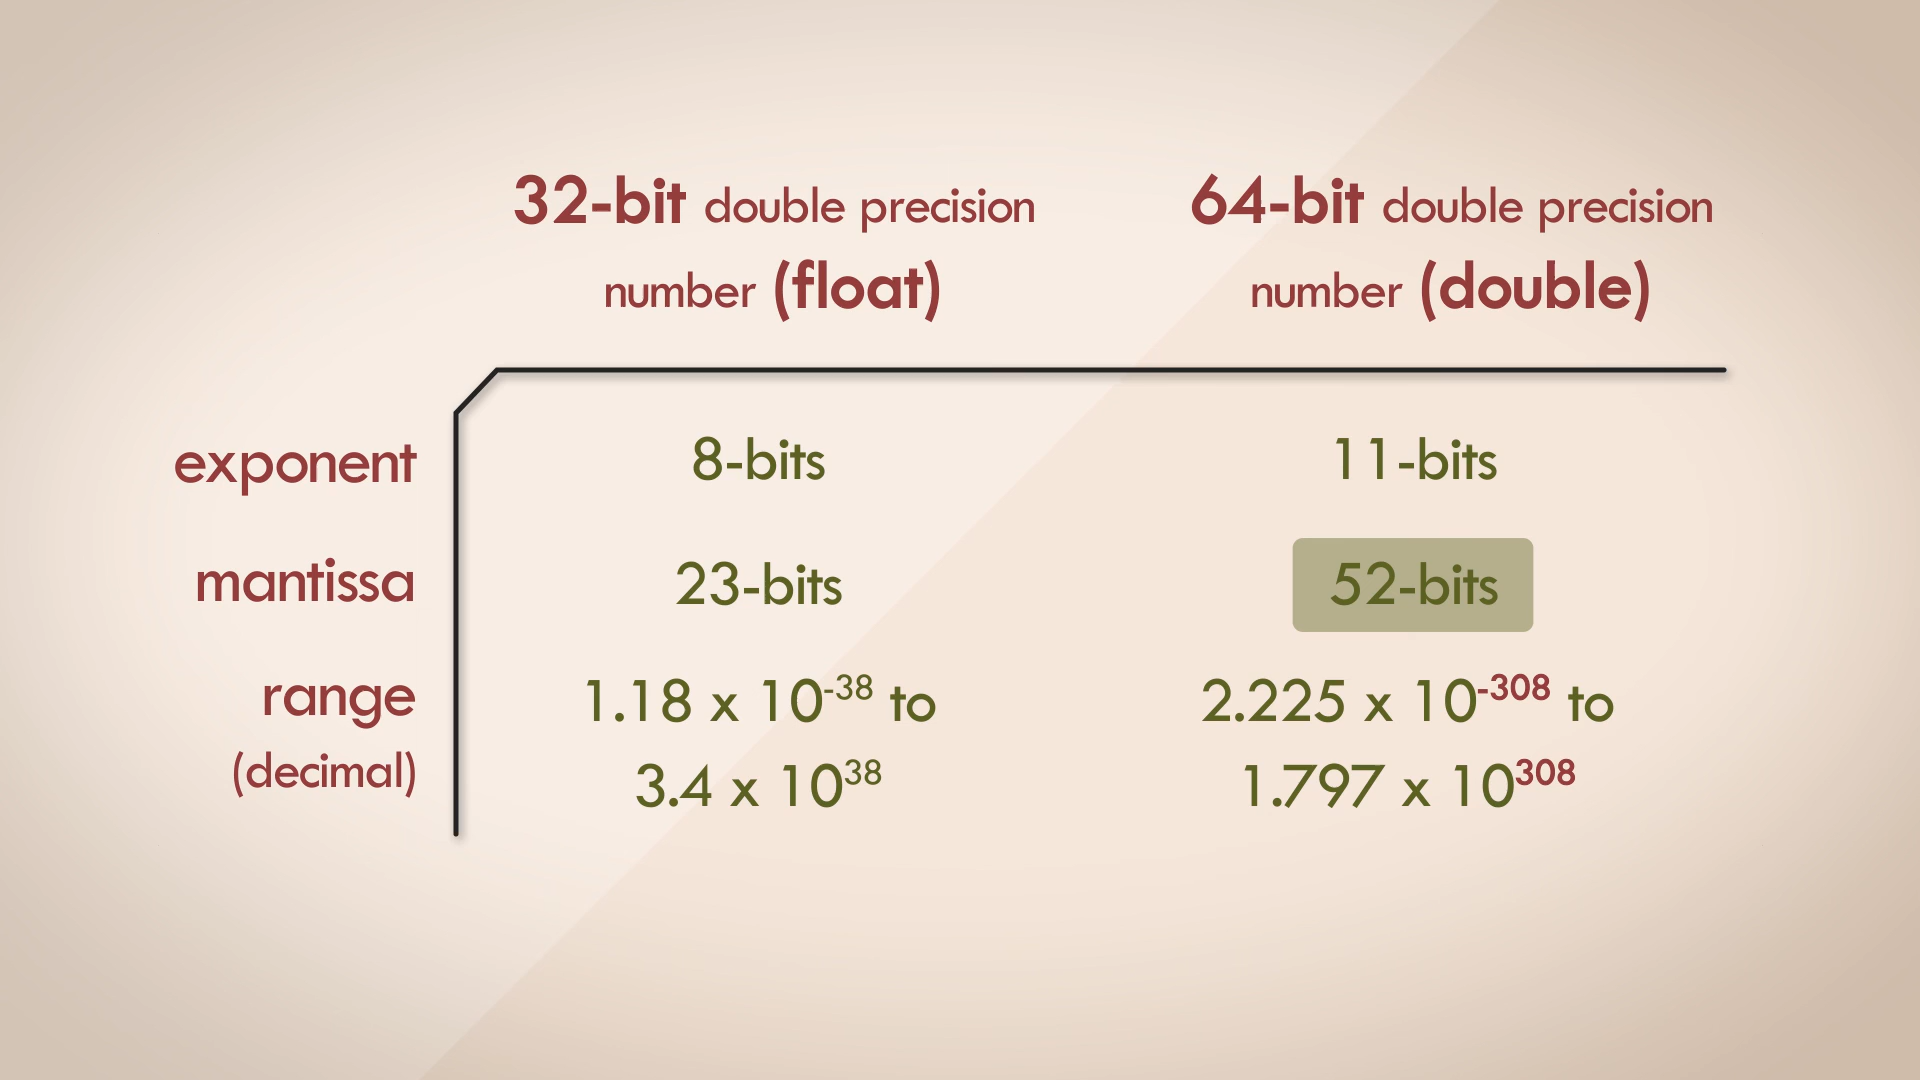 32-bit double precision
number (float)
64-bit double precision
number (double)
exponent 8-bits 11-bits
mantissa 23-bits 52-bits
range 1.18 x 10⁻³⁸ to 2.225 x 10⁻³⁰⁸ to
(decimal) 3.4 x 10³⁸ 1.797 x 10³⁰⁸